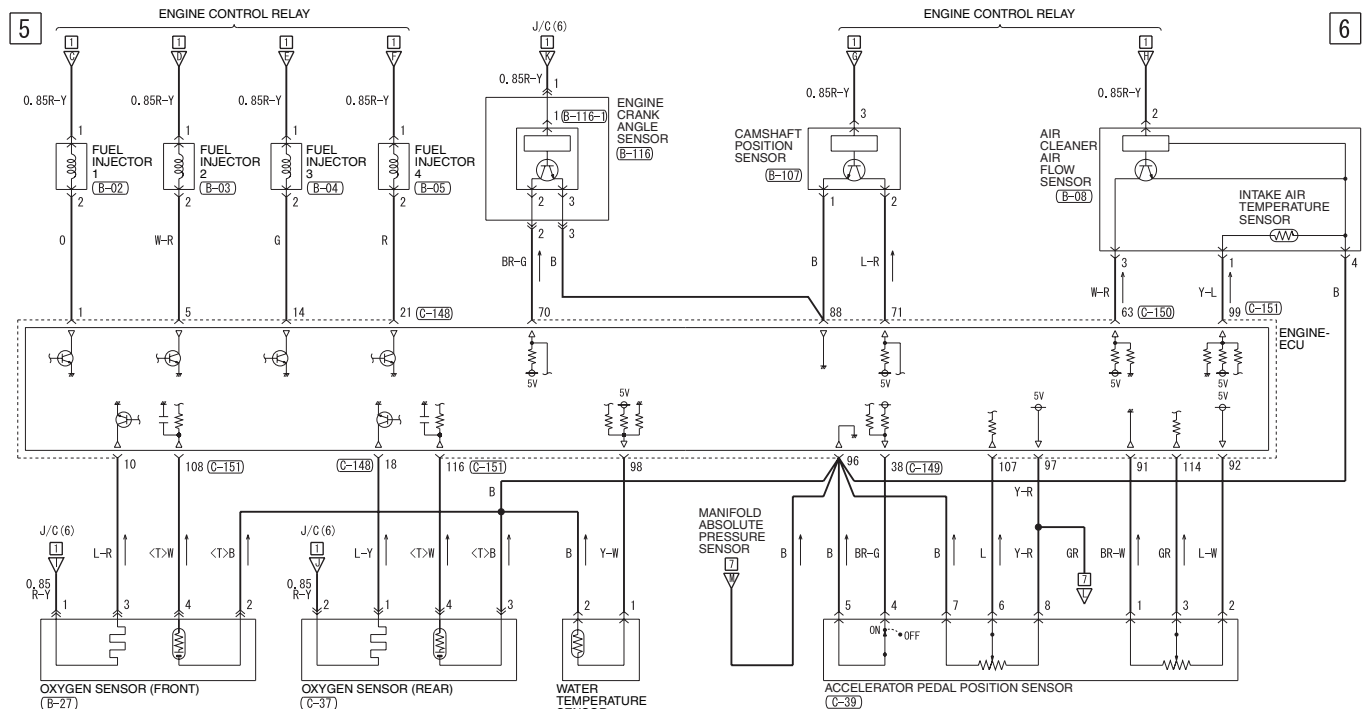 5
ENGINE CONTROL RELAY
J/C(6)
ENGINE CONTROL RELAY
6
1 1 1 1 1 1 1
C D E F K G H
0.85R-Y 0.85R-Y 0.85R-Y 0.85R-Y 0.85R-Y 0.85R-Y 0.85R-Y
1 1 1 1 1 3 2
FUEL INJECTOR 1 (B-02)
FUEL INJECTOR 2 (B-03)
FUEL INJECTOR 3 (B-04)
FUEL INJECTOR 4 (B-05)
1 (B-116-1)
ENGINE CRANK ANGLE SENSOR (B-116)
CAMSHAFT POSITION SENSOR (B-107)
AIR CLEANER AIR FLOW SENSOR (B-08)
INTAKE AIR TEMPERATURE SENSOR
2 2 2 2 2 3 1 2
2 3 3 1 4
O W-R G R BR-G B B L-R W-R Y-L B
1 5 14 21 (C-148) 70 88 71 63 (C-150) 99 (C-151)
ENGINE-ECU
5V 5V 5V 5V
5V 5V 5V 5V
10 108 (C-151) (C-148) 18 116 (C-151) 98 96 38 (C-149) 107 97 91 114 92
B Y-R
MANIFOLD ABSOLUTE PRESSURE SENSOR
7
M
J/C(6)
1
I
L-R <T>W <T>B
J/C(6)
1
J
L-Y <T>W <T>B B Y-W B B BR-G B L Y-R GR BR-W GR L-W
7
L
0.85 R-Y
0.85 R-Y
1 3 4 2 2 1 4 3 2 1 5 4 7 6 8 1 3 2
ON OFF
OXYGEN SENSOR (FRONT)
(B-27)
OXYGEN SENSOR (REAR)
(C-37)
WATER
TEMPERATURE
ACCELERATOR PEDAL POSITION SENSOR
(C-39)